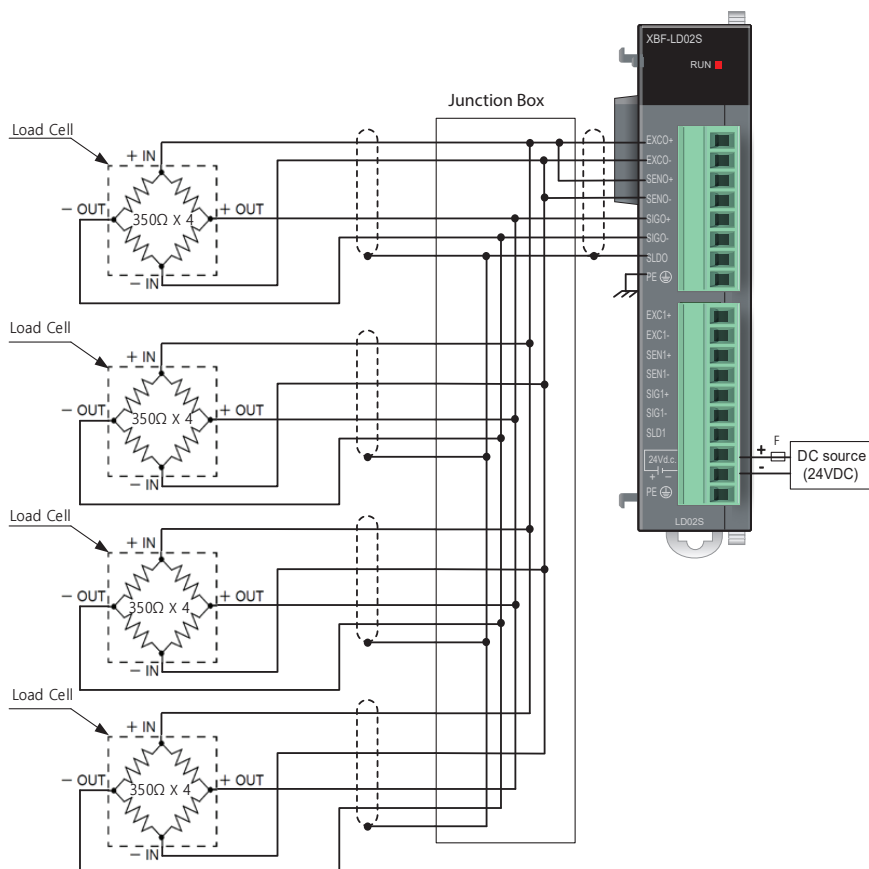 XBF-LD02S
RUN
Junction Box
Load Cell
+ IN
- OUT
+ OUT
350Ω X 4
- IN
Load Cell
+ IN
- OUT
+ OUT
350Ω X 4
- IN
Load Cell
+ IN
- OUT
+ OUT
350Ω X 4
- IN
Load Cell
+ IN
- OUT
+ OUT
350Ω X 4
- IN
EXC0+
EXC0-
SEN0+
SEN0-
SIG0+
SIG0-
SLD0
PE
EXC1+
EXC1-
SEN1+
SEN1-
SIG1+
SIG1-
SLD1
24Vd.c.
+ -
PE
LD02S
+ F
-
DC source
(24VDC)